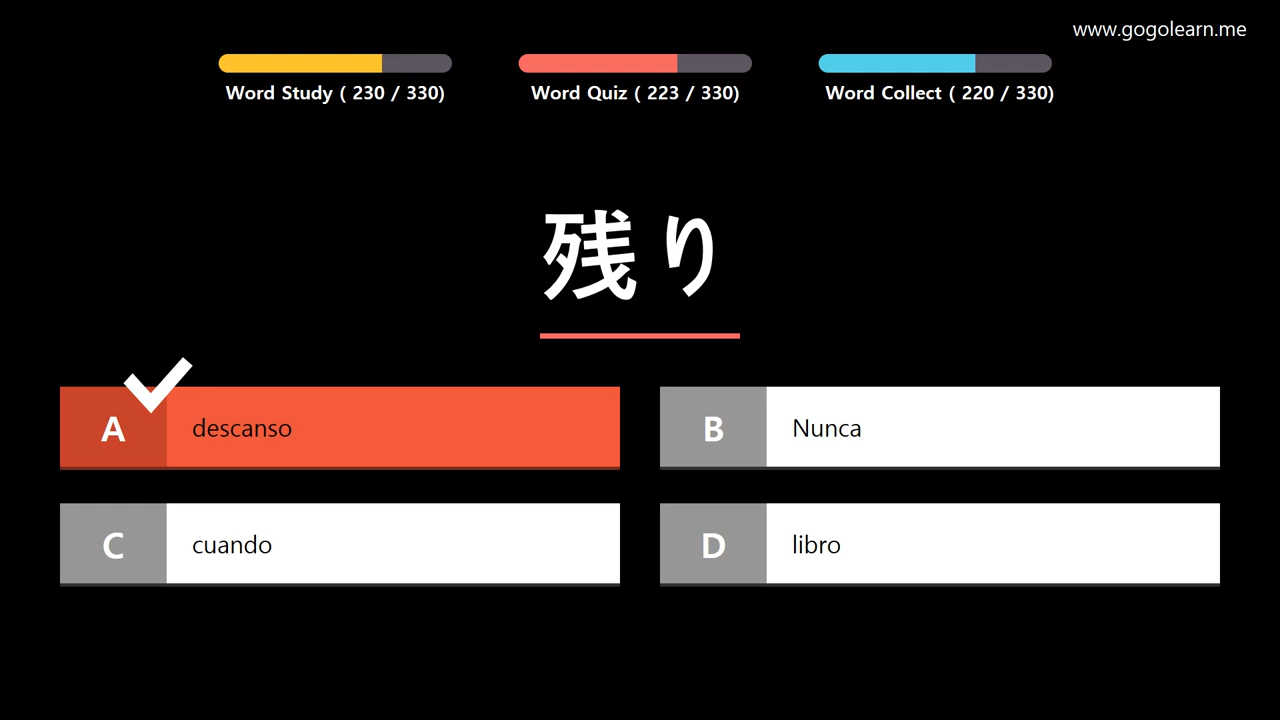 www.gogolearn.me
Word Study ( 230 / 330)
Word Quiz ( 223 / 330)
Word Collect ( 220 / 330)
残り
A descanso
B Nunca
C cuando
D libro